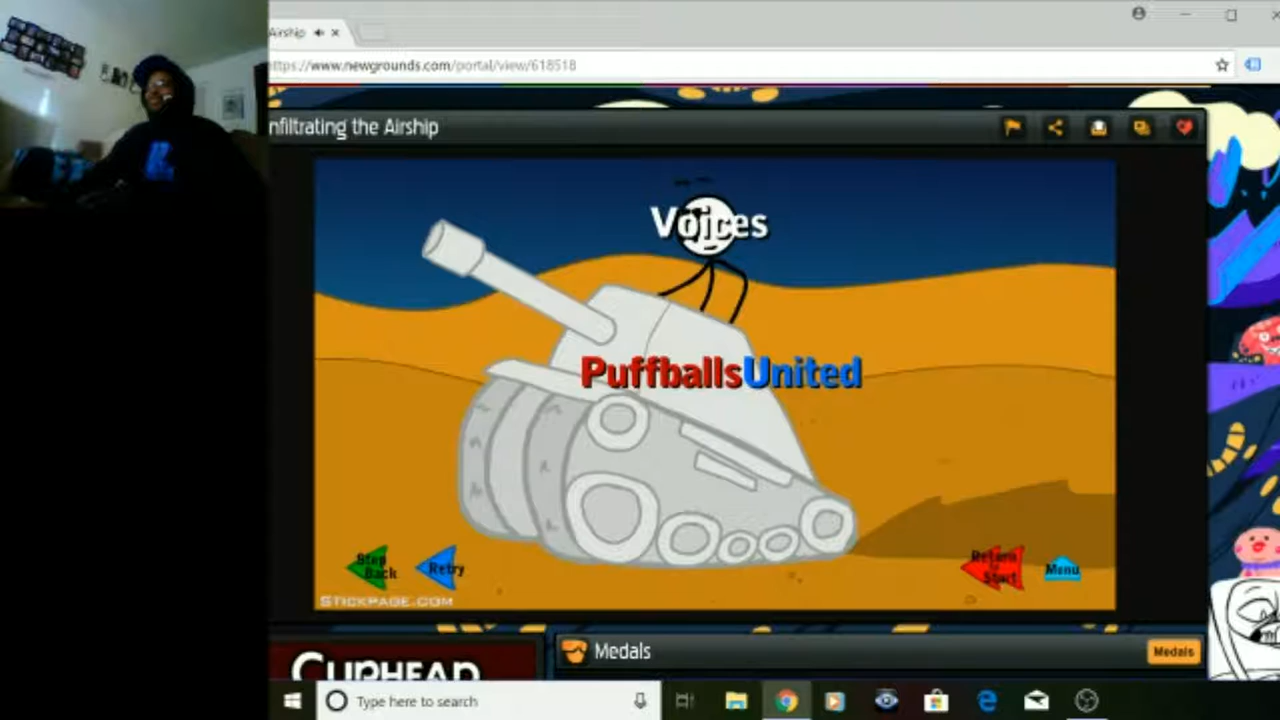 Airship
ttps://www.newgrounds.com/portal/view/618518
nfiltrating the Airship
Voices
PuffballsUnited
Step Back
Retry
Return to Start
Menu
STICKPAGE.COM
CUPHEAD
Medals
Medals
Type here to search